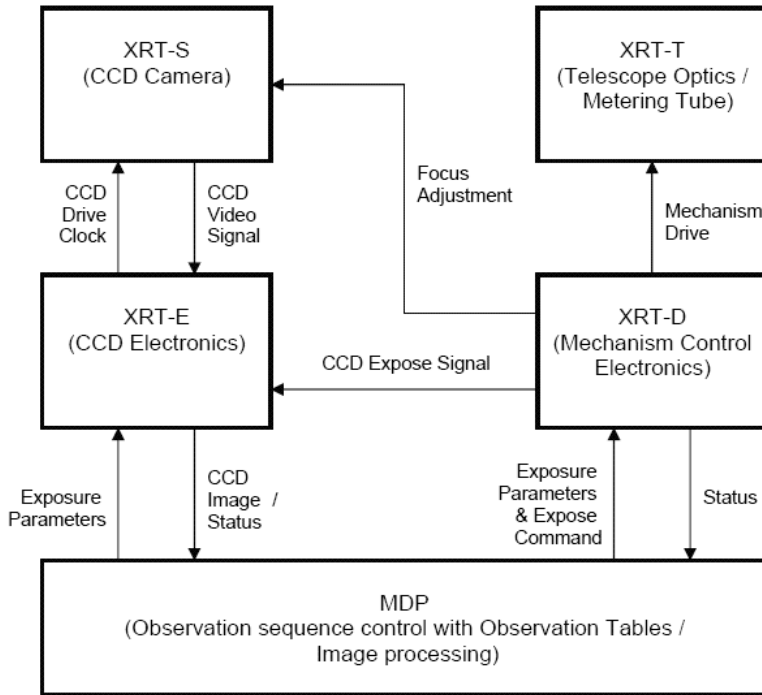 XRT-S
(CCD Camera)
XRT-T
(Telescope Optics /
Metering Tube)
CCD
Drive
Clock
CCD
Video
Signal
Focus
Adjustment
Mechanism
Drive
XRT-E
(CCD Electronics)
XRT-D
(Mechanism Control
Electronics)
CCD Expose Signal
Exposure
Parameters
CCD
Image /
Status
Exposure
Parameters
& Expose
Command
Status
MDP
(Observation sequence control with Observation Tables /
Image processing)